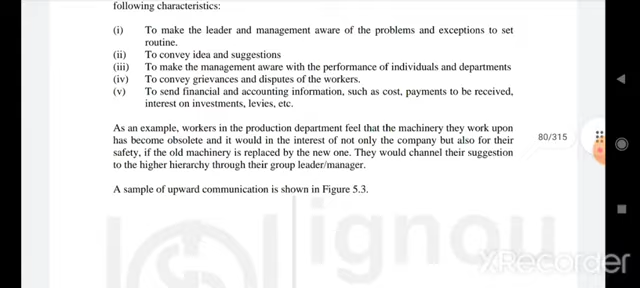 following characteristics:
(i) To make the leader and management aware of the problems and exceptions to set
routine.
(ii) To convey idea and suggestions
(iii) To make the management aware with the performance of individuals and departments
(iv) To convey grievances and disputes of the workers.
(v) To send financial and accounting information, such as cost, payments to be received,
interest on investments, levies, etc.
As an example, workers in the production department feel that the machinery they work upon
has become obsolete and it would in the interest of not only the company but also for their
safety, if the old machinery is replaced by the new one. They would channel their suggestion
to the higher hierarchy through their group leader/manager.
80/315
A sample of upward communication is shown in Figure 5.3.
ignou
XRecorder